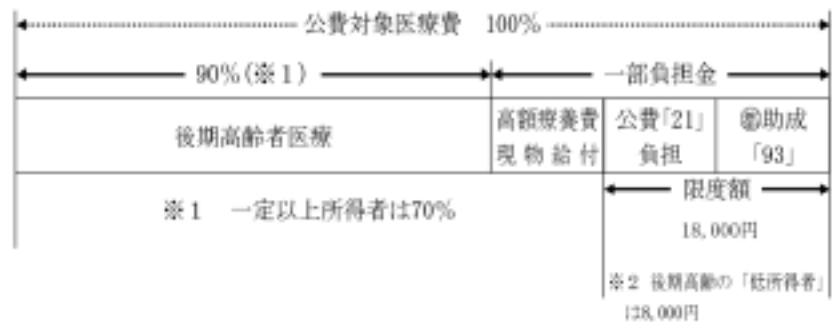 公費対象医療費 100%
90%(※1) 一部負担金
後期高齢者医療
高額療養費
現物給付
公費「21」
負担
助成
「93」
限度額
※1 一定以上所得者は70%
18,000円
※2 後期高齢の「低所得者」
は8,000円